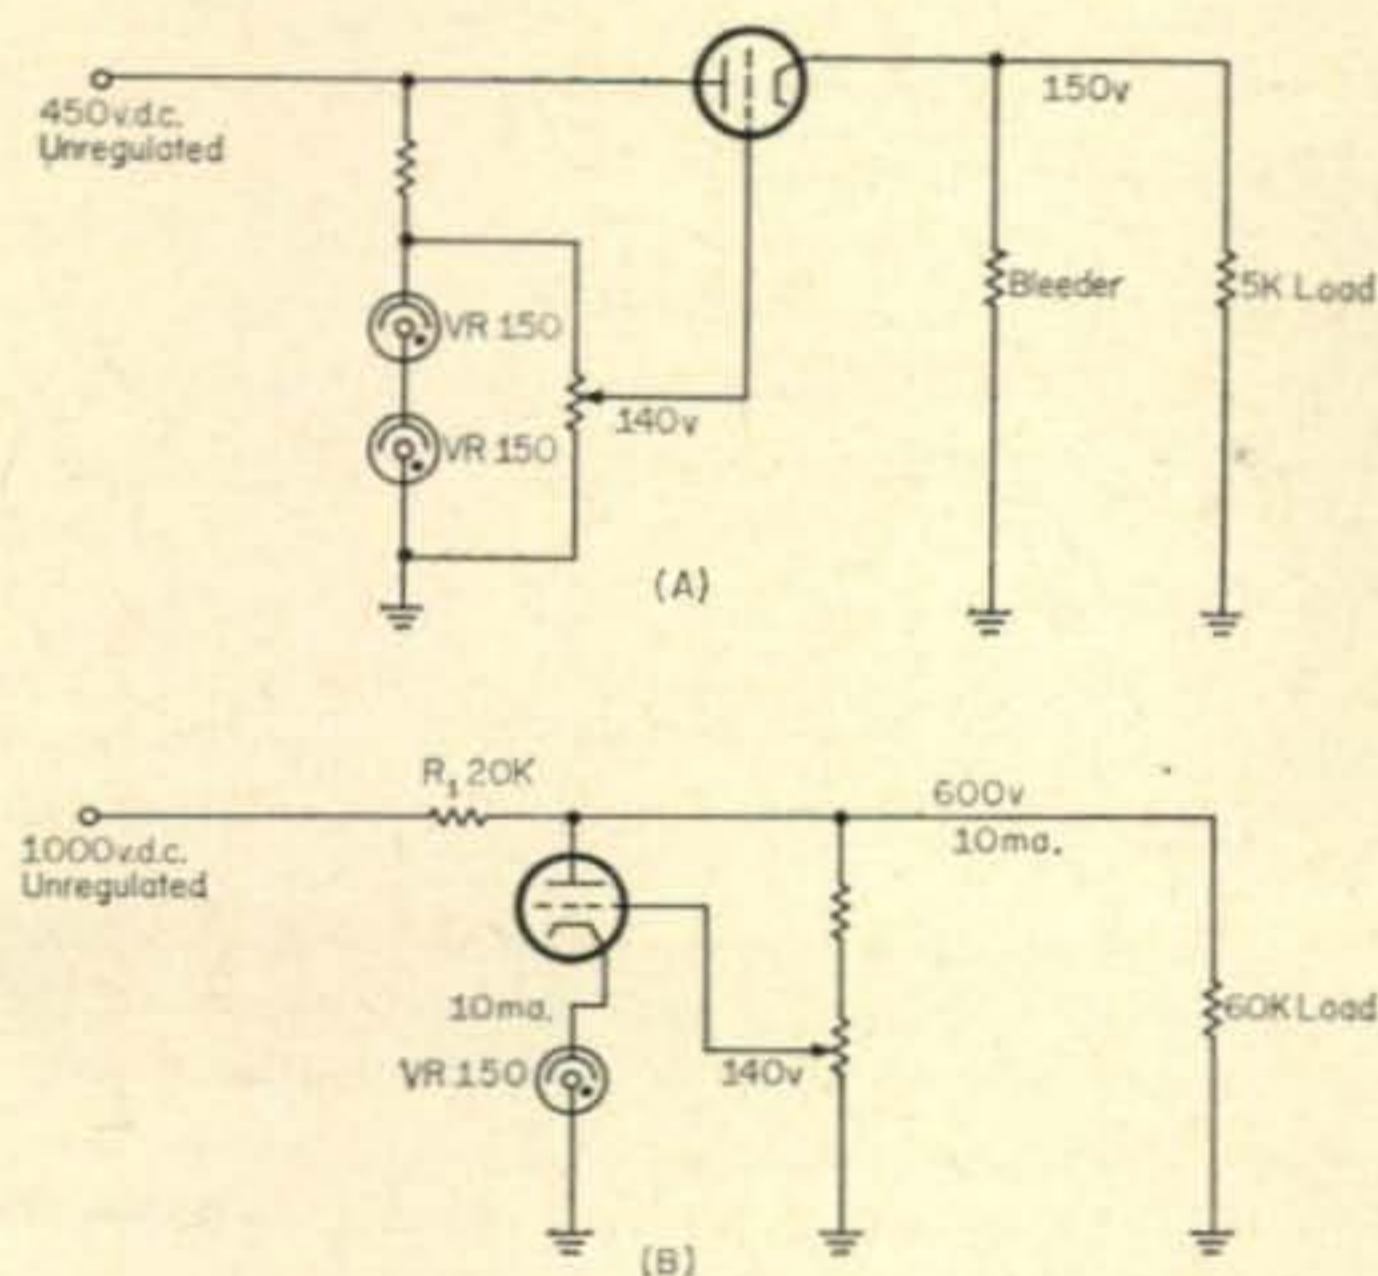 450v.d.c.
Unregulated
150v
VR 150
Bleeder
5K Load
140v
VR 150
(A)
R1 20K
600v
10ma.
1000v.d.c.
Unregulated
10ma.
60K Load
VR 150
140v
(B)